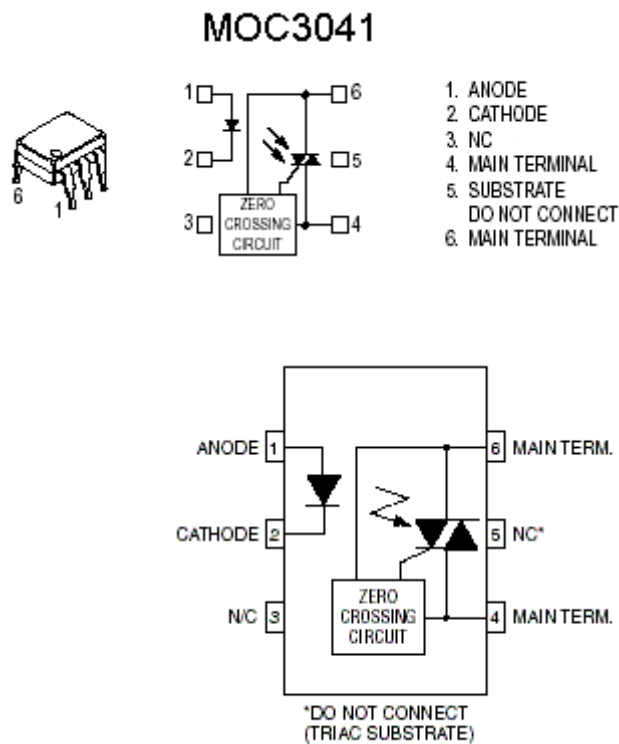 MOC3041
1
2
3
6
5
4
6
1
ZERO
CROSSING
CIRCUIT
1. ANODE
2. CATHODE
3. NC
4. MAIN TERMINAL
5. SUBSTRATE
DO NOT CONNECT
6. MAIN TERMINAL
ANODE 1
CATHODE 2
N/C 3
6 MAIN TERM.
5 NC*
4 MAIN TERM.
ZERO
CROSSING
CIRCUIT
*DO NOT CONNECT
(TRIAC SUBSTRATE)